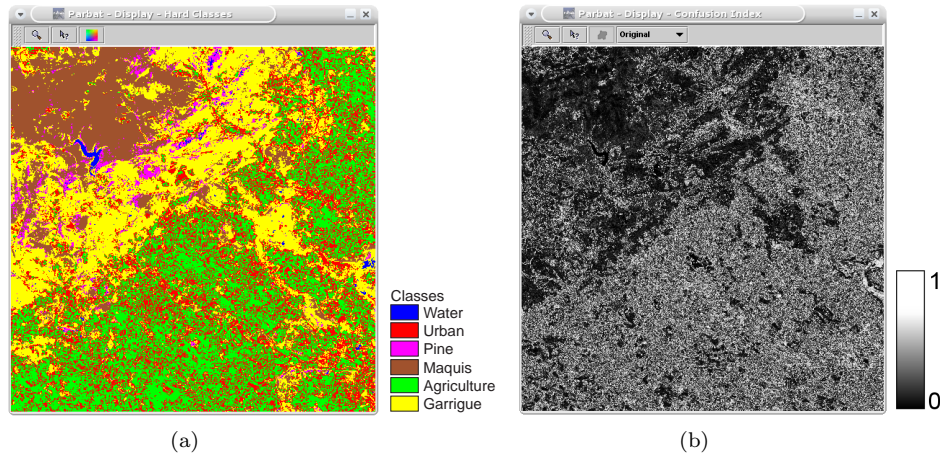 Parbat - Display - Hard Classes
Classes
Water
Urban
Pine
Maquis
Agriculture
Garrigue
(a)
Parbat - Display - Confusion Index
Original
1
0
(b)